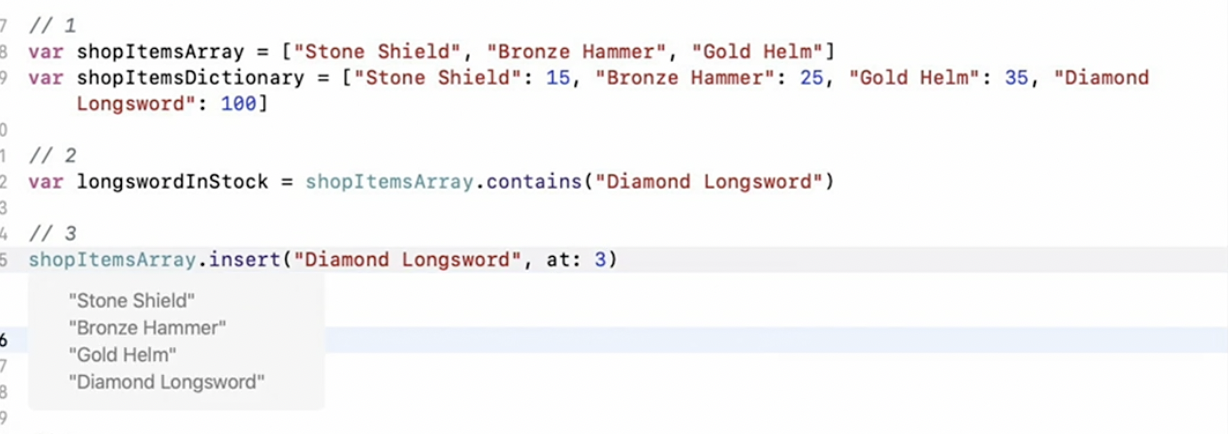 7 // 1
8 var shopItemsArray = ["Stone Shield", "Bronze Hammer", "Gold Helm"]
9 var shopItemsDictionary = ["Stone Shield": 15, "Bronze Hammer": 25, "Gold Helm": 35, "Diamond
Longsword": 100]
0
1 // 2
2 var longswordInStock = shopItemsArray.contains("Diamond Longsword")
3
4 // 3
5 shopItemsArray.insert("Diamond Longsword", at: 3)
"Stone Shield"
"Bronze Hammer"
6
"Gold Helm"
7
"Diamond Longsword"
8
9